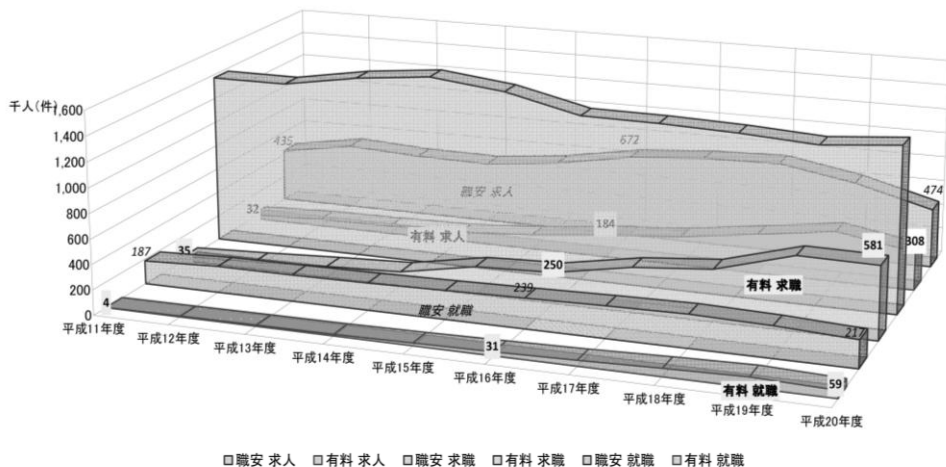 千人(件)
1,600
1,400
1,200
1,000
800
600
400
200
0
435
672
474
職安 求人
32
184
308
有料 求人
35
250
581
有料 求職
187
239
217
職安 就職
4
31
59
有料 就職
平成11年度
平成12年度
平成13年度
平成14年度
平成15年度
平成16年度
平成17年度
平成18年度
平成19年度
平成20年度
職安 求人 有料 求人 職安 求職 有料 求職 職安 就職 有料 就職